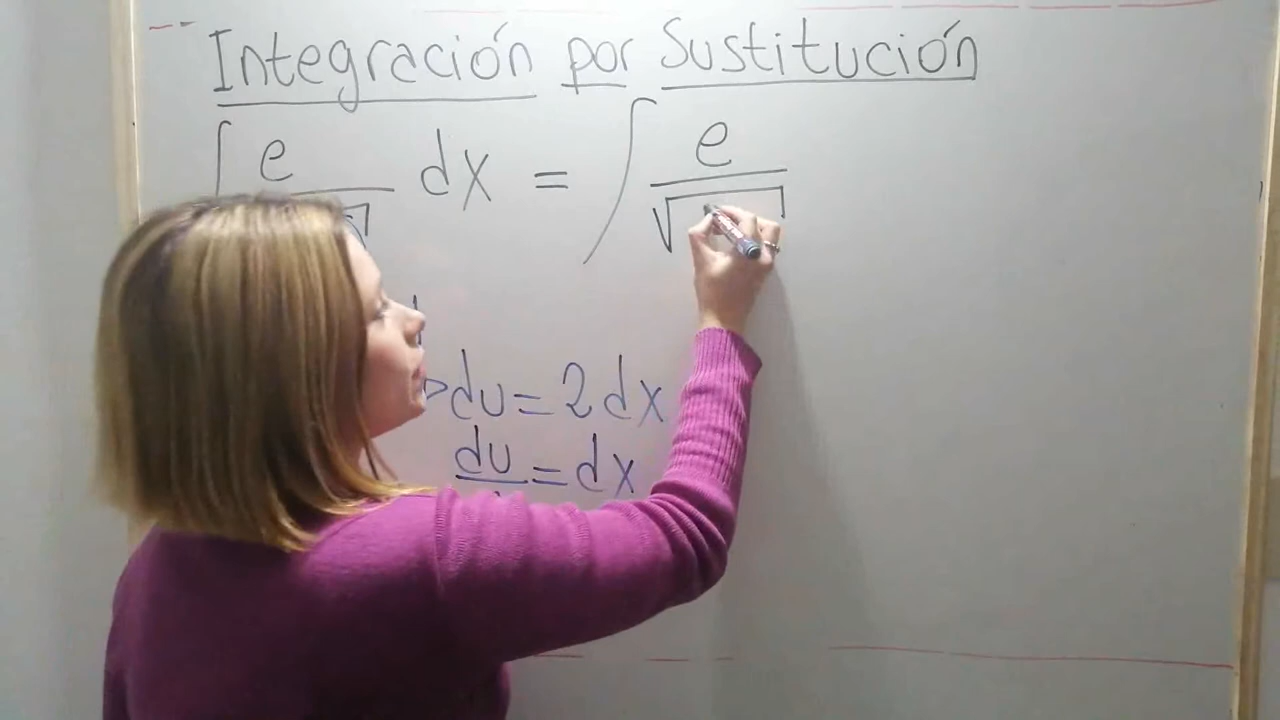 Integración por Sustitución
∫ e/√ dx = ∫ e/√
du = 2dx
du/ = dx